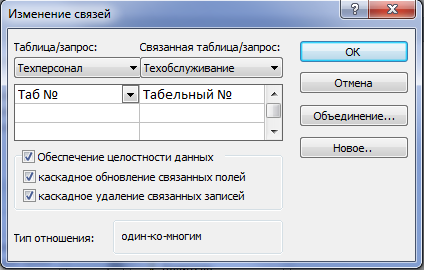 Изменение связей
Таблица/запрос: Связанная таблица/запрос:
Техперсонал Техобслуживание
Таб № Табельный №
Обеспечение целостности данных
каскадное обновление связанных полей
каскадное удаление связанных записей
Тип отношения: один-ко-многим
ОК
Отмена
Объединение...
Новое..